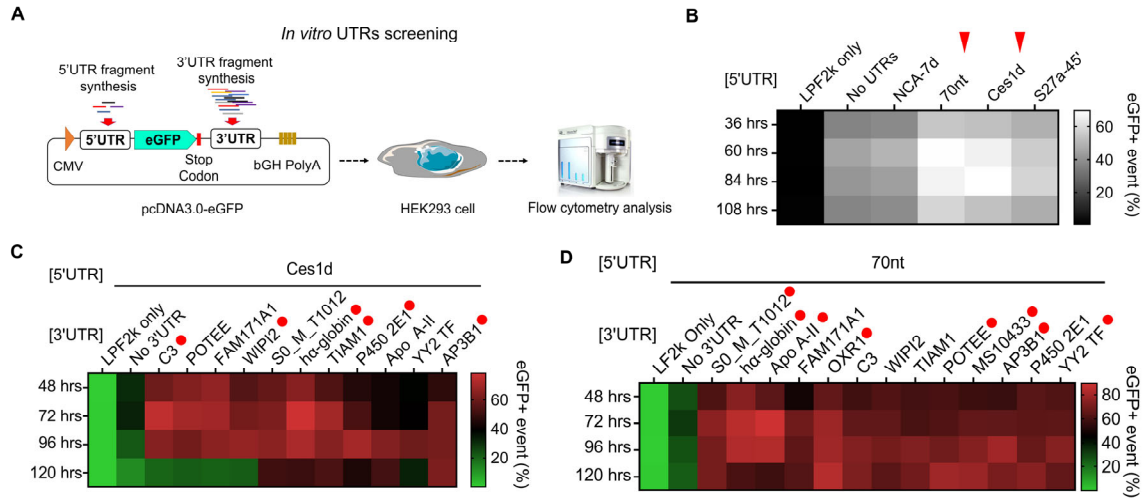 A
In vitro UTRs screening
5'UTR fragment
synthesis
3'UTR fragment
synthesis
5'UTR
eGFP
3'UTR
CMV
Stop
Codon
bGH PolyA
pcDNA3.0-eGFP
HEK293 cell
Flow cytometry analysis
B
[5'UTR]
LPF2k only
No UTRs
NCA-7d
70nt
Ces1d
S27a-45'
36 hrs
60 hrs
84 hrs
108 hrs
60
40
20
eGFP+ event (%)
C
[5'UTR]
Ces1d
[3'UTR]
LPF2k only
No 3'UTR
C3
POTEE
FAM171A1
WIPI2
S0_M_T1012
hα-globin
TIAM1
P450 2E1
Apo A-II
YY2 TF
AP3B1
48 hrs
72 hrs
96 hrs
120 hrs
60
40
20
eGFP+ event (%)
D
[5'UTR]
70nt
[3'UTR]
LF2k Only
No 3'UTR
S0_M_T1012
hα-globin
Apo A-II
FAM171A1
OXR1
C3
WIPI2
TIAM1
POTEE
MS10433
AP3B1
P450 2E1
YY2 TF
48 hrs
72 hrs
96 hrs
120 hrs
80
60
40
20
eGFP+ event (%)